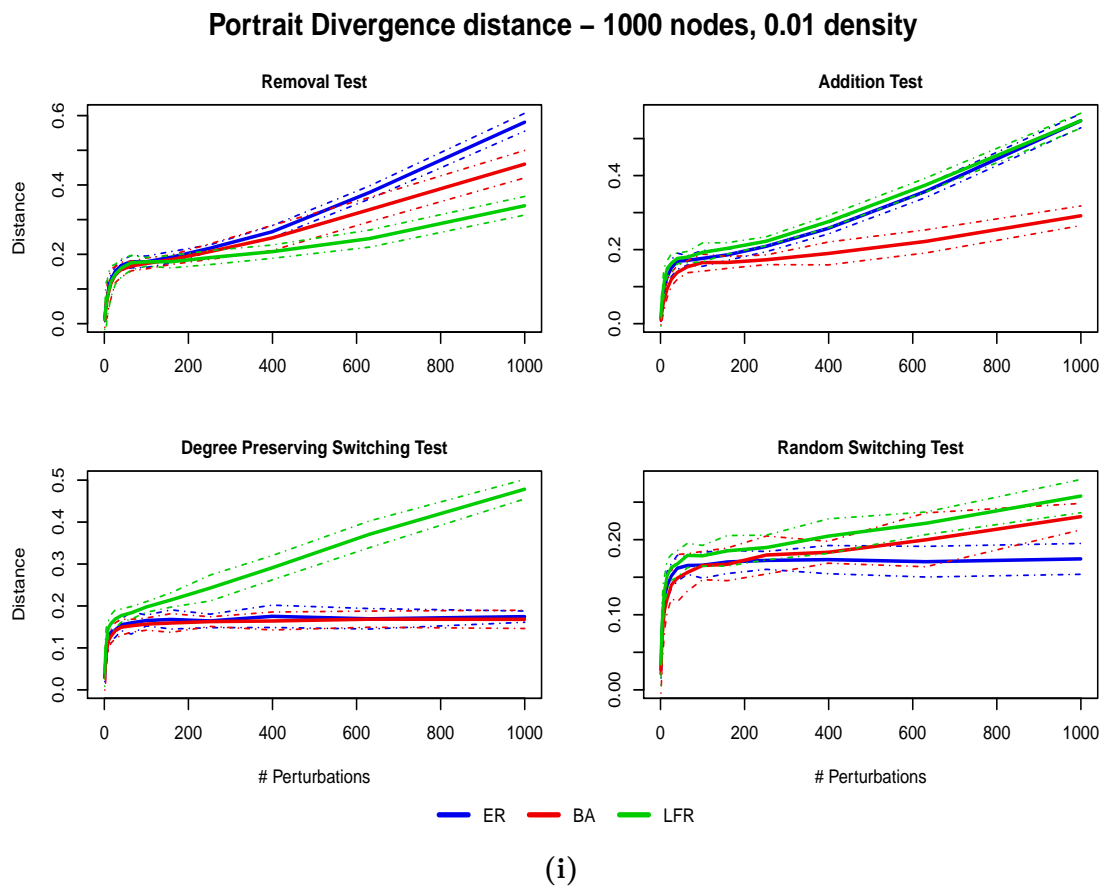 Portrait Divergence distance – 1000 nodes, 0.01 density
Removal Test
Distance
0.0 0.2 0.4 0.6
0 200 400 600 800 1000
Addition Test
0.0 0.2 0.4
0 200 400 600 800 1000
Degree Preserving Switching Test
Distance
0.0 0.1 0.2 0.3 0.4 0.5
0 200 400 600 800 1000
# Perturbations
Random Switching Test
0.00 0.10 0.20
0 200 400 600 800 1000
# Perturbations
ER BA LFR
(i)